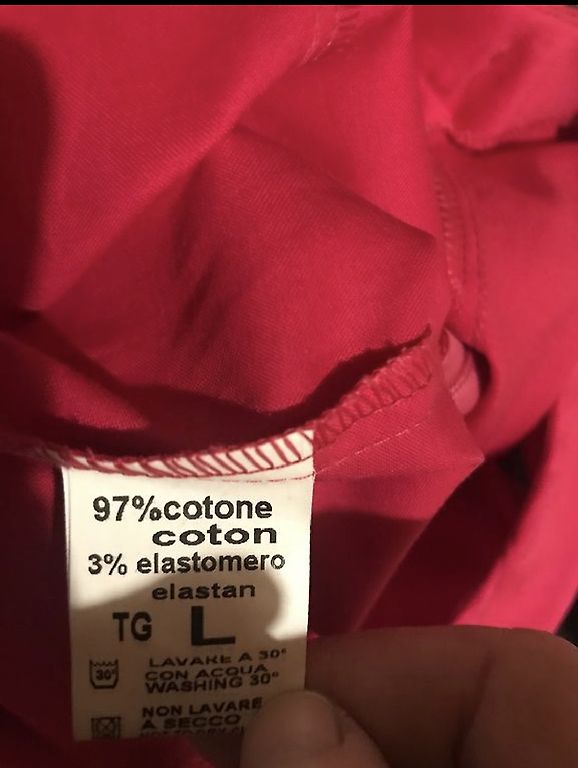 97%cotone
coton
3% elastomero
elastan
TG L
LAVARE A 30°
30°
CON ACQUA
WASHING 30°
NON LAVARE
A SECCO